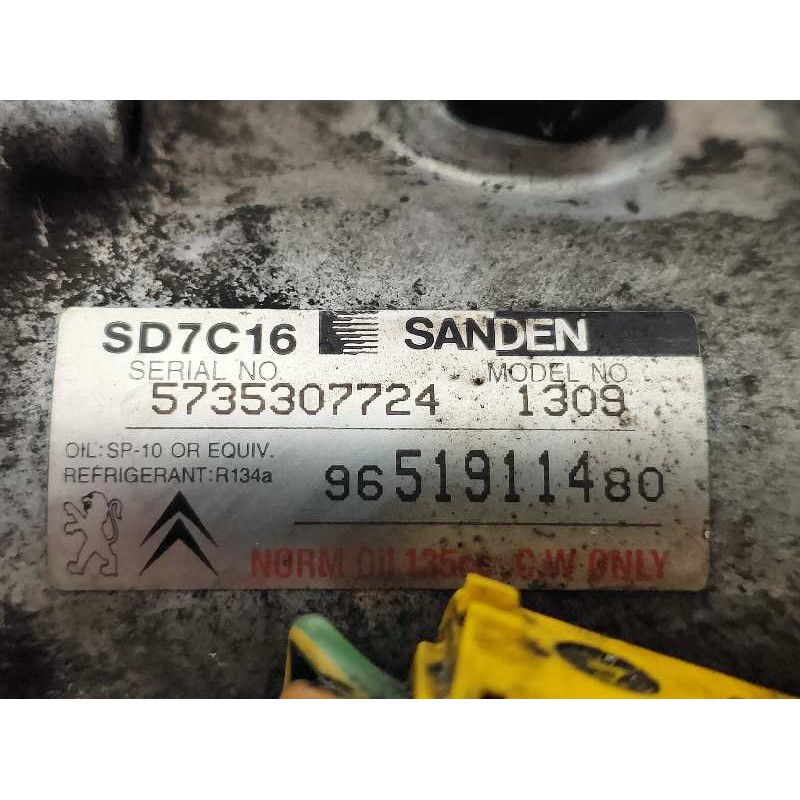 SD7C16 SANDEN
SERIAL NO. MODEL NO
5735307724 1309
OIL:SP-10 OR EQUIV.
REFRIGERANT:R134a
9651911480
NORM Oil 135cc C.W ONLY